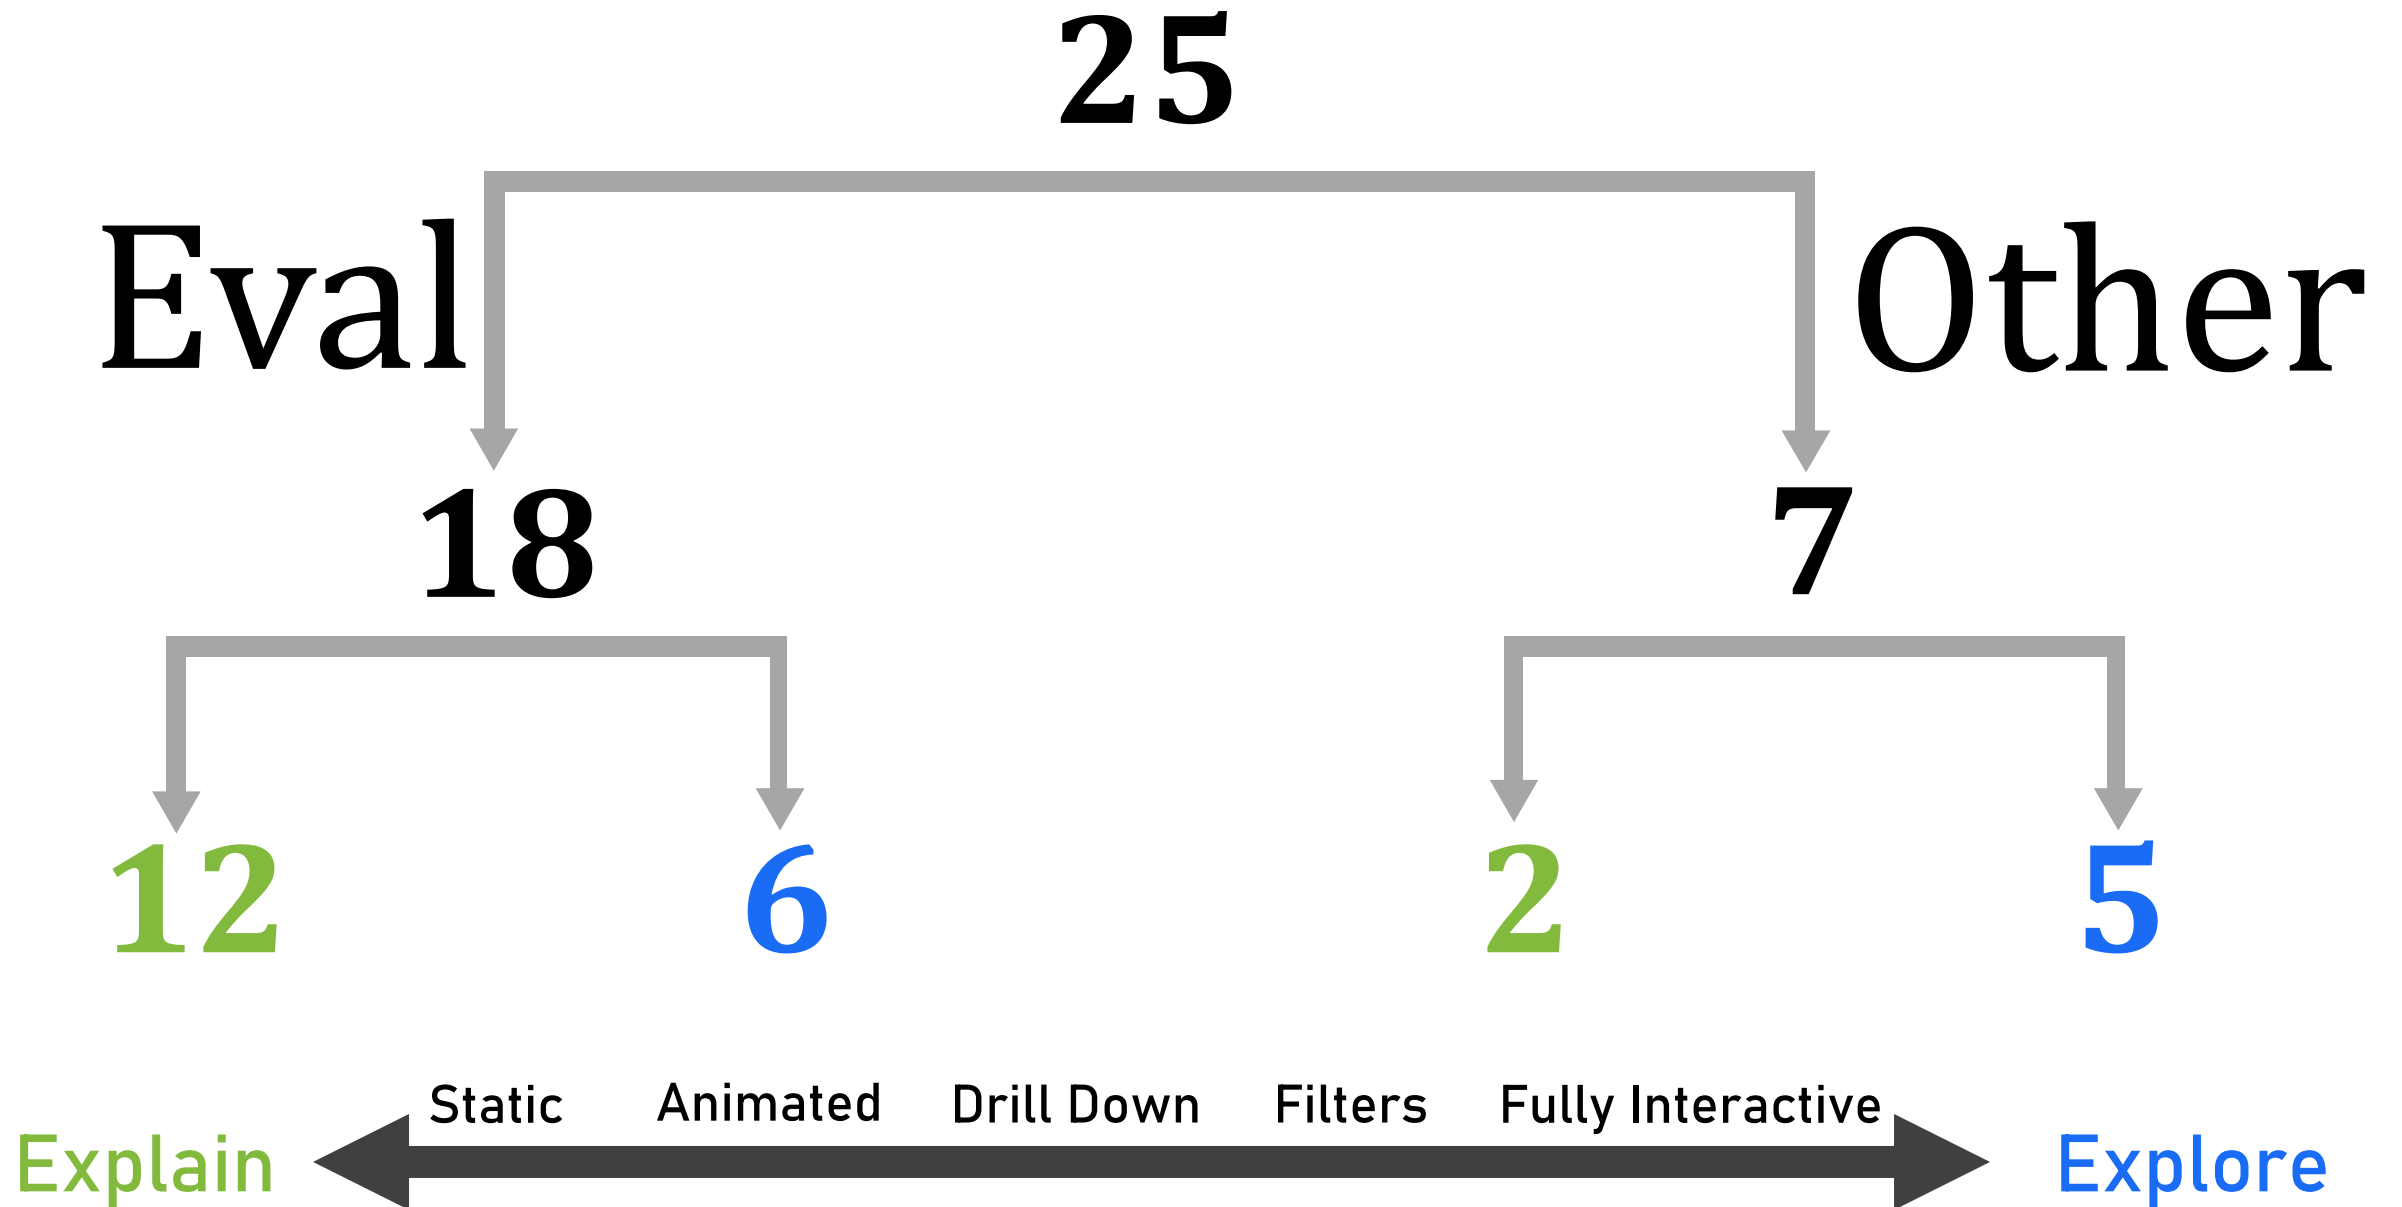 25
Eval
Other
18
7
12
6
2
5
Static
Animated
Drill Down
Filters
Fully Interactive
Explain
Explore